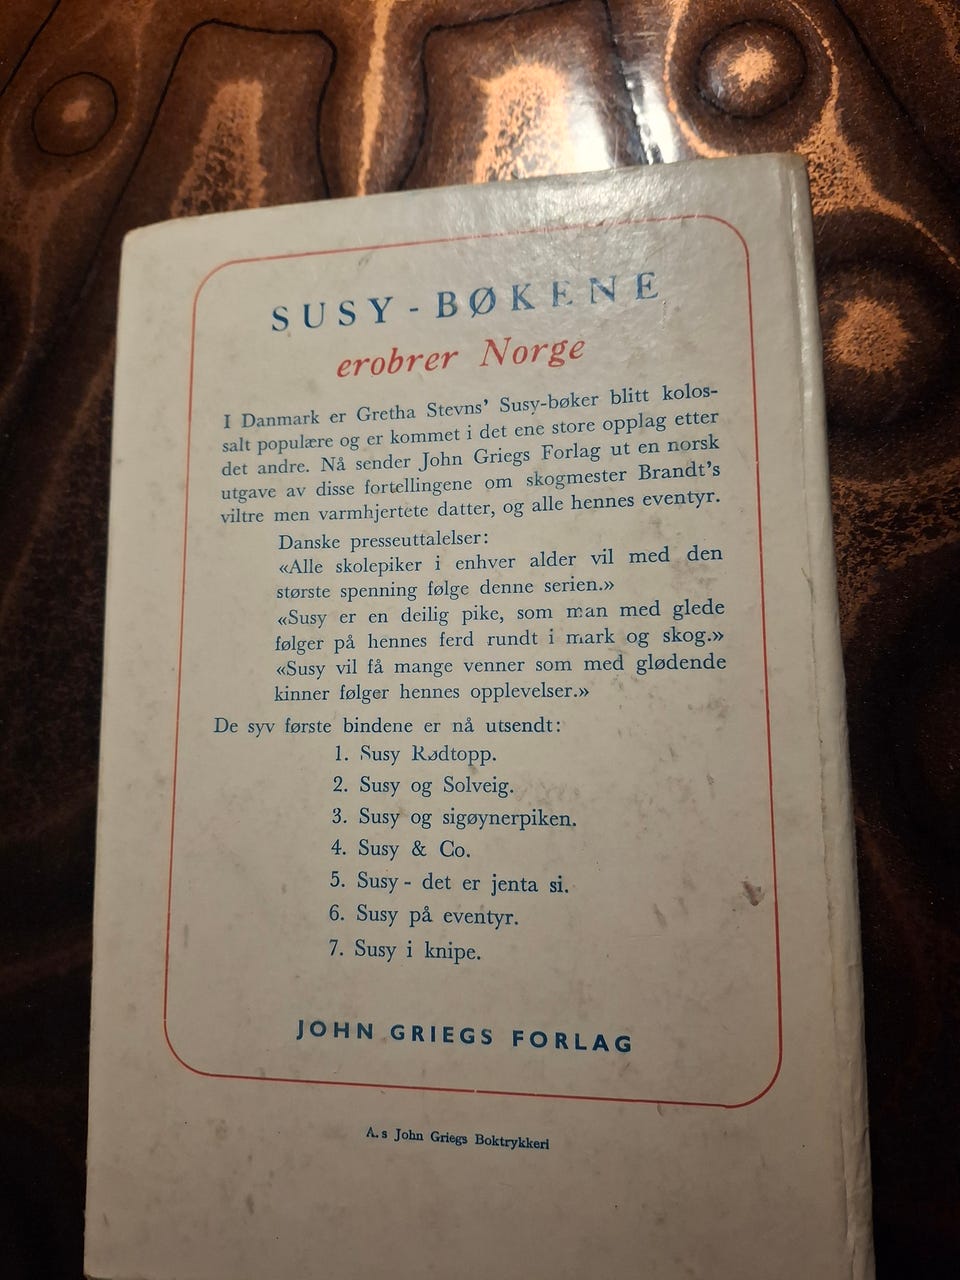 SUSY-BØKENE
erobrer Norge
I Danmark er Gretha Stevns' Susy-bøker blitt kolos-
salt populære og er kommet i det ene store opplag etter
det andre. Nå sender John Griegs Forlag ut en norsk
utgave av disse fortellingene om skogmester Brandt's
viltre men varmhjertete datter, og alle hennes eventyr.
Danske presseuttalelser:
«Alle skolepiker i enhver alder vil med den
største spenning følge denne serien.»
«Susy er en deilig pike, som man med glede
følger på hennes ferd rundt i mark og skog.»
«Susy vil få mange venner som med glødende
kinner følger hennes opplevelser.»
De syv første bindene er nå utsendt:
1. Susy Rødtopp.
2. Susy og Solveig.
3. Susy og sigøynerpiken.
4. Susy & Co.
5. Susy - det er jenta si.
6. Susy på eventyr.
7. Susy i knipe.
JOHN GRIEGS FORLAG
A.s John Griegs Boktrykkeri